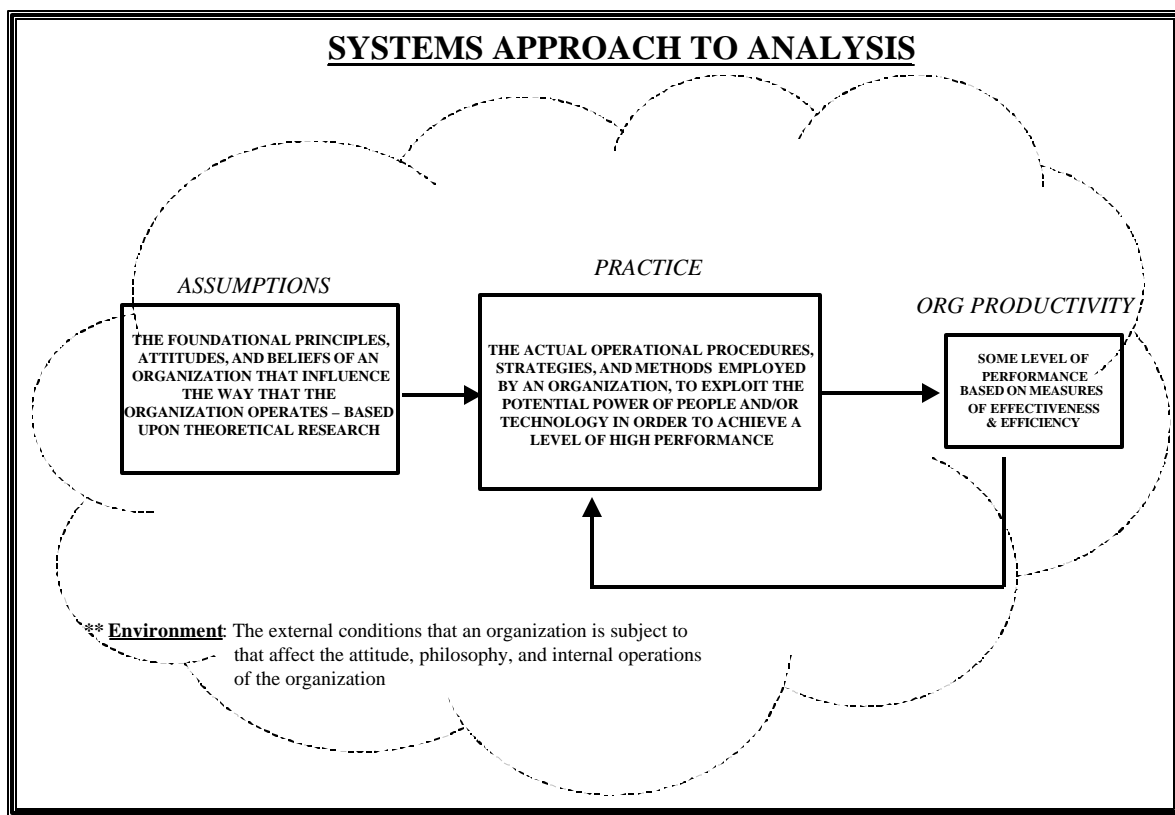 SYSTEMS APPROACH TO ANALYSIS
ASSUMPTIONS
THE FOUNDATIONAL PRINCIPLES,
ATTITUDES, AND BELIEFS OF AN
ORGANIZATION THAT INFLUENCE
THE WAY THAT THE
ORGANIZATION OPERATES – BASED
UPON THEORETICAL RESEARCH
PRACTICE
THE ACTUAL OPERATIONAL PROCEDURES,
STRATEGIES, AND METHODS EMPLOYED
BY AN ORGANIZATION, TO EXPLOIT THE
POTENTIAL POWER OF PEOPLE AND/OR
TECHNOLOGY IN ORDER TO ACHIEVE A
LEVEL OF HIGH PERFORMANCE
ORG PRODUCTIVITY
SOME LEVEL OF
PERFORMANCE
BASED ON MEASURES
OF EFFECTIVENESS
& EFFICIENCY
** Environment: The external conditions that an organization is subject to
that affect the attitude, philosophy, and internal operations
of the organization